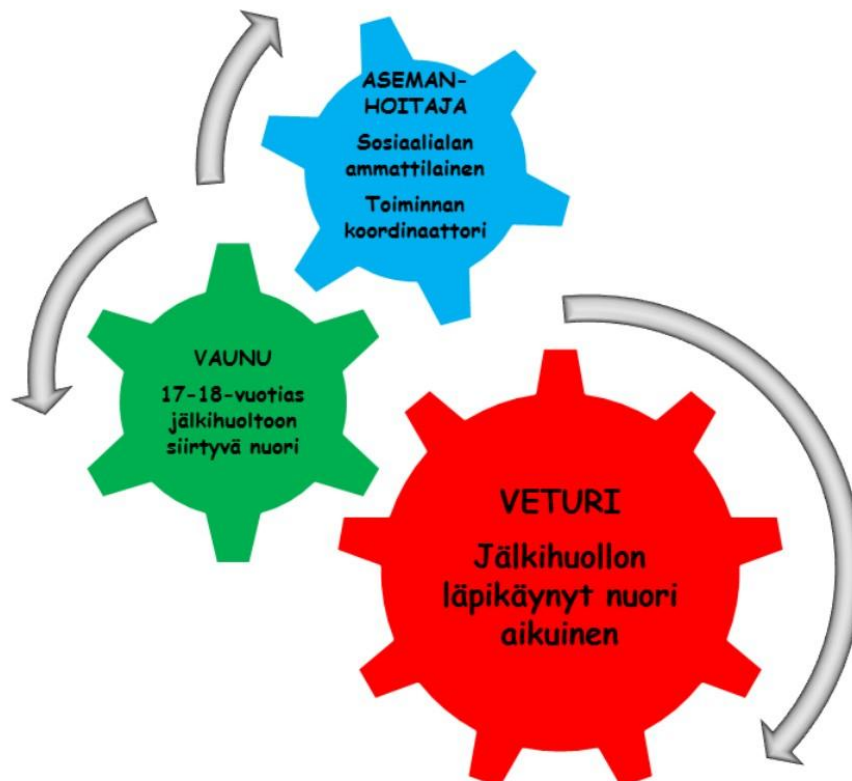 ASEMAN-
HOITAJA
Sosiaalialan
ammattilainen
Toiminnan
koordinaattori
VAUNU
17-18-vuotias
jälkihuoltoon
siirtyvä nuori
VETURI
Jälkihuollon
läpikäynyt nuori
aikuinen